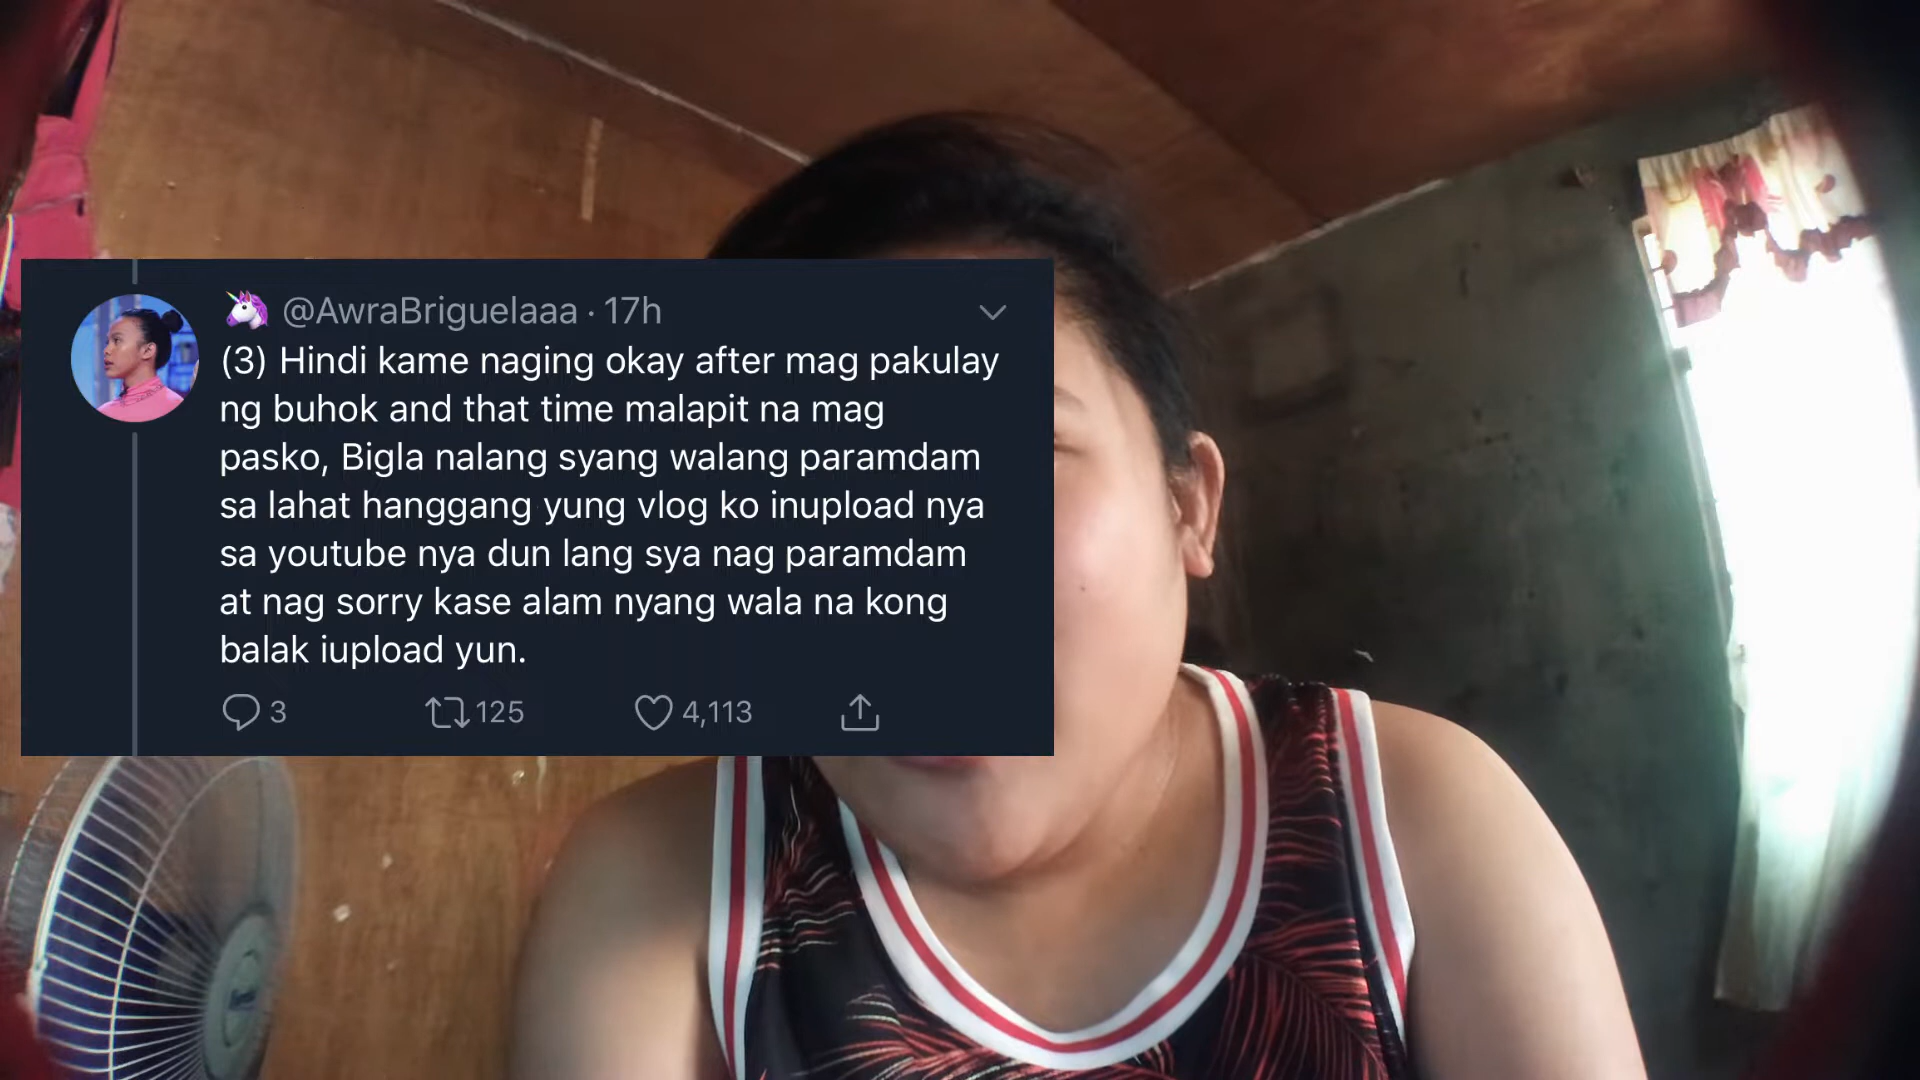 @AwraBriguelaaa · 17h
(3) Hindi kame naging okay after mag pakulay
ng buhok and that time malapit na mag
pasko, Bigla nalang syang walang paramdam
sa lahat hanggang yung vlog ko inupload nya
sa youtube nya dun lang sya nag paramdam
at nag sorry kase alam nyang wala na kong
balak iupload yun.
3 125 4,113